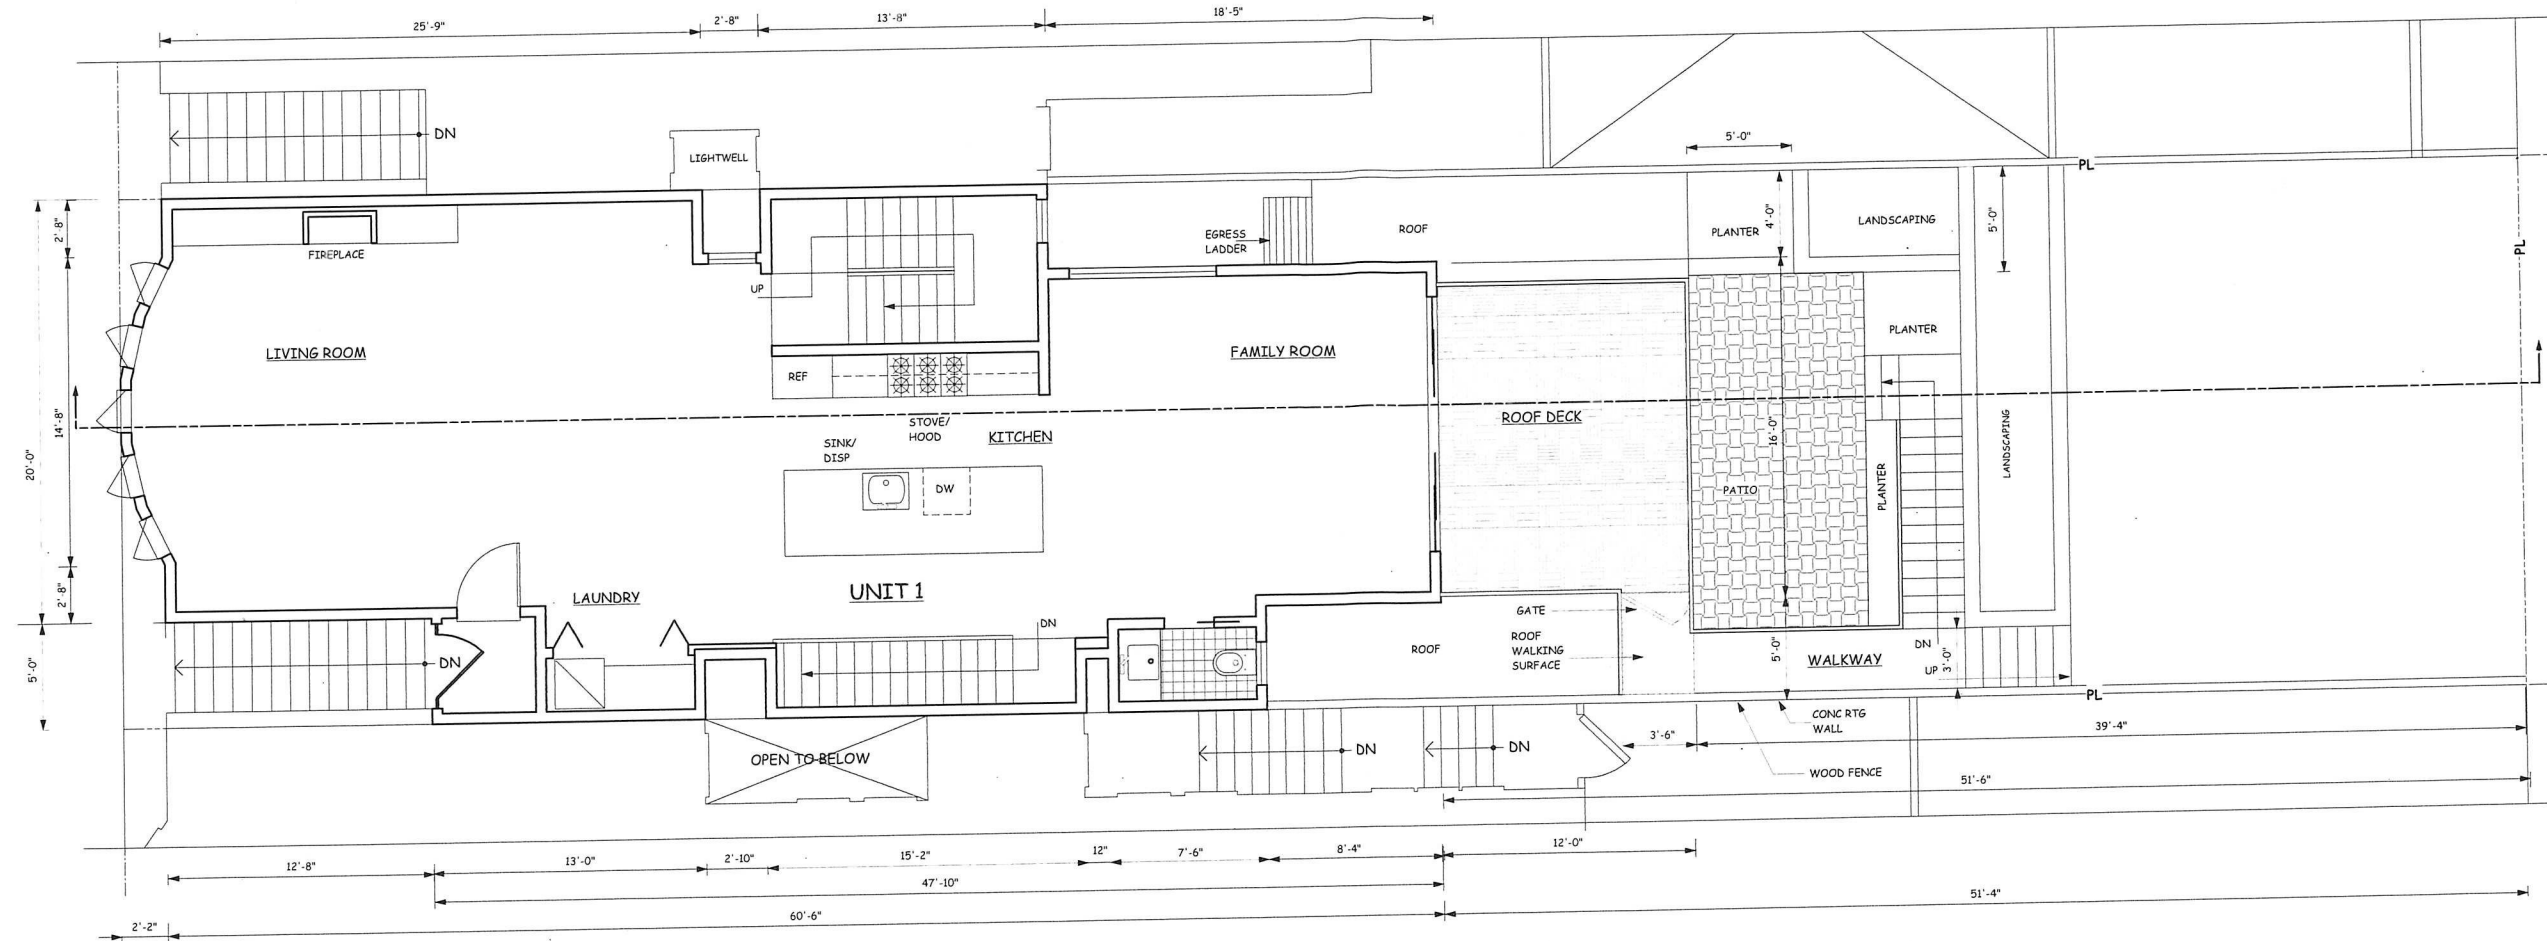 25'-9"
2'-8"
13'-8"
18'-5"
DN
LIGHTWELL
5'-0"
PL
2'-8"
FIREPLACE
UP
EGRESS
LADDER
ROOF
PLANTER
4'-0"
LANDSCAPING
5'-0"
PL
LIVING ROOM
REF
FAMILY ROOM
PLANTER
14'-8"
20'-0"
STOVE/
HOOD
KITCHEN
SINK/
DISP
ROOF DECK
16'-0"
LANDSCAPING
DW
PATIO
PLANTER
2'-8"
LAUNDRY
UNIT 1
DN
GATE
ROOF
WALKING
SURFACE
ROOF
5'-0"
DN
5'-0"
WALKWAY
DN
UP
3'-0"
PL
CONC RTG
WALL
39'-4"
3'-6"
OPEN TO BELOW
DN
DN
WOOD FENCE
51'-6"
12'-8"
13'-0"
2'-10"
15'-2"
12"
7'-6"
8'-4"
12'-0"
47'-10"
51'-4"
60'-6"
2'-2"